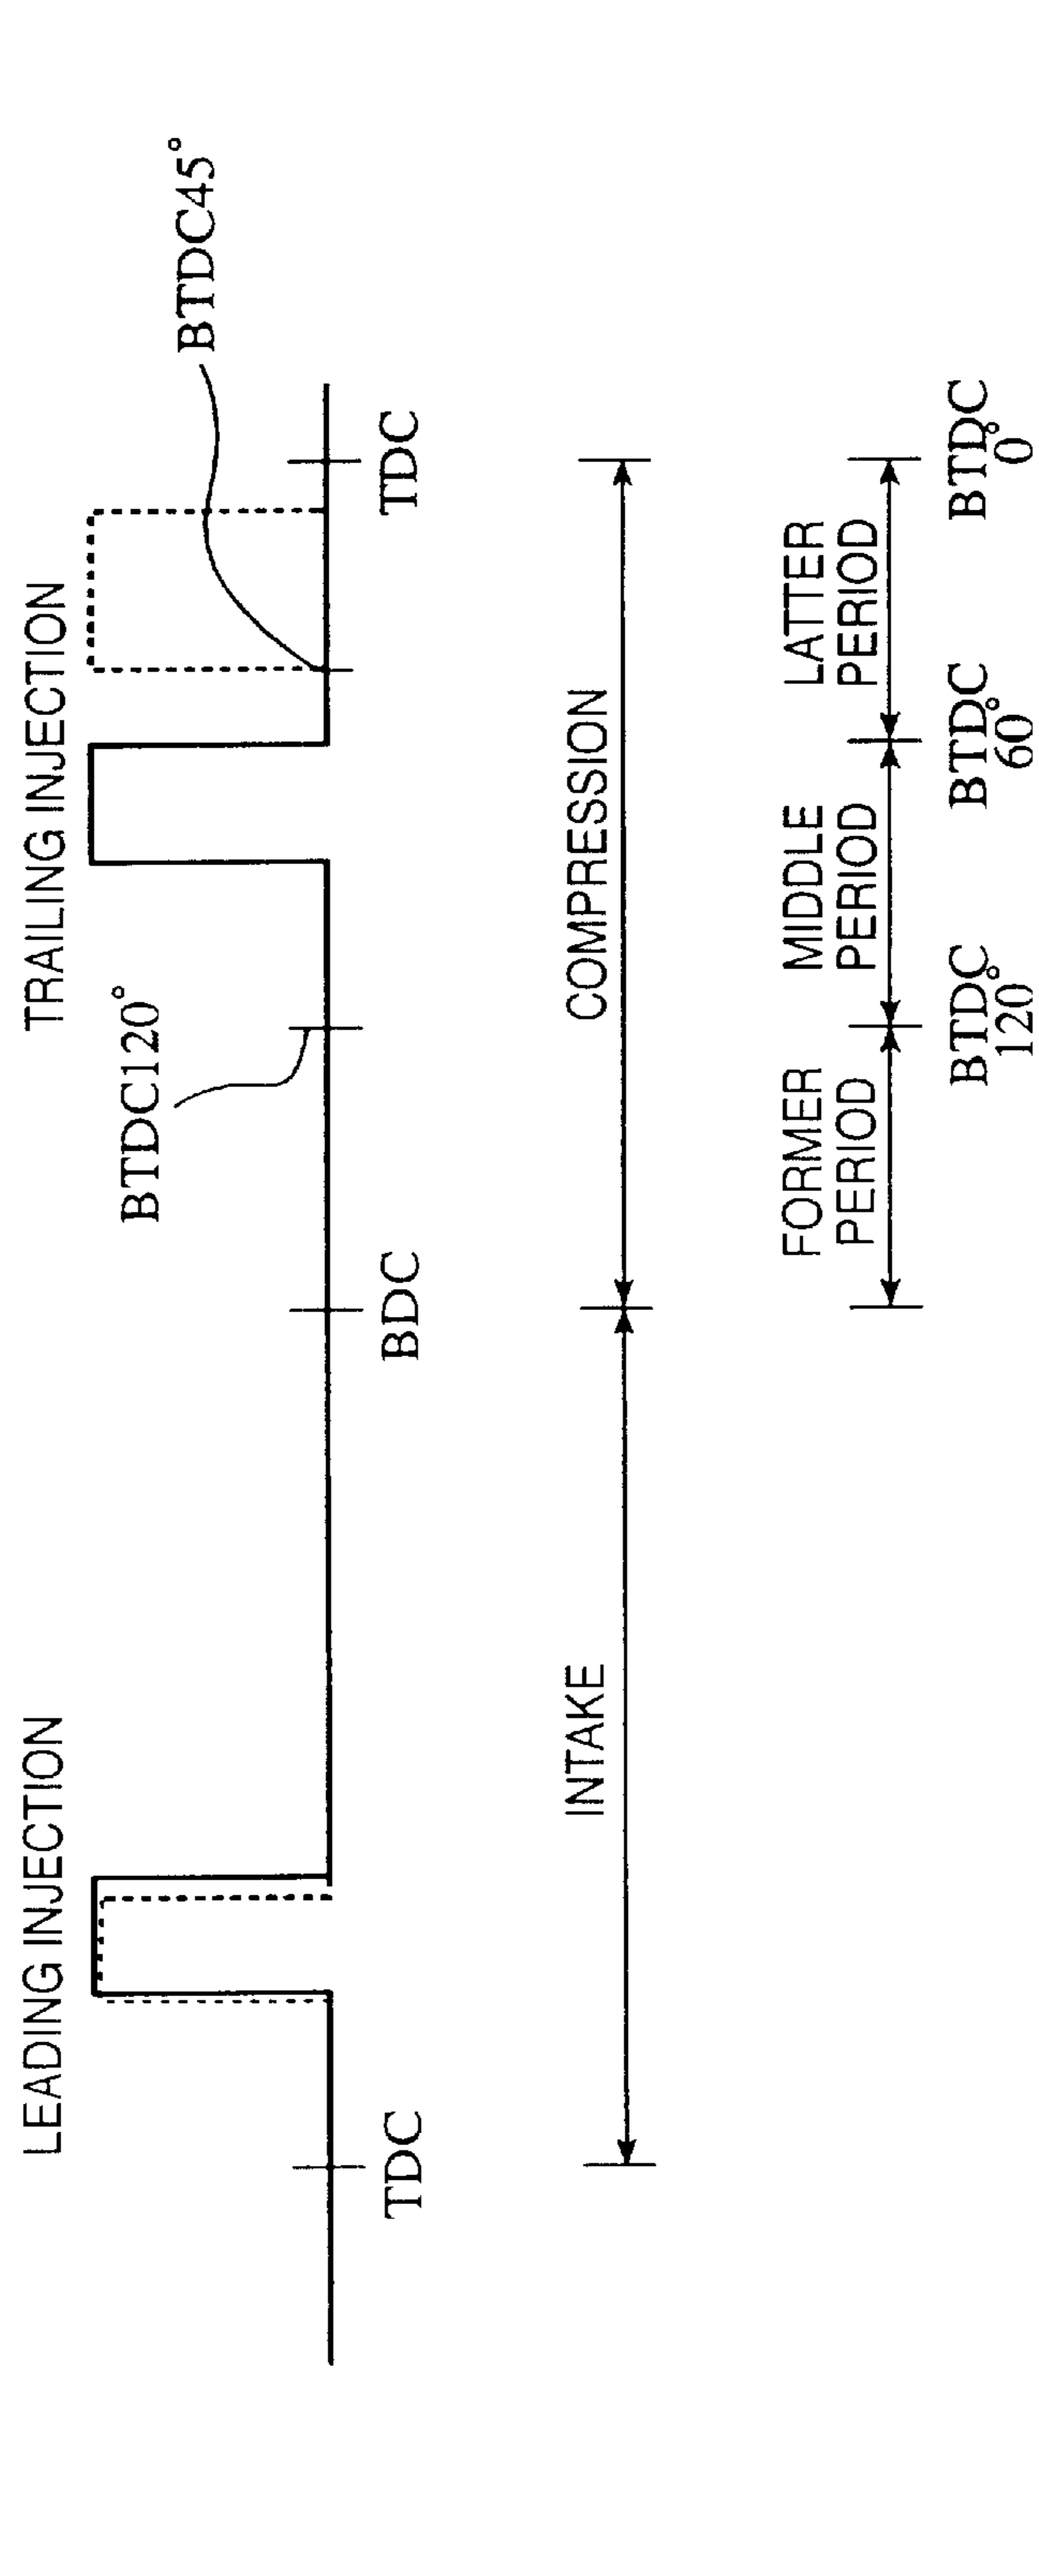 LEADING INJECTION
TRAILING INJECTION
BTDC120°
BTDC45°
TDC
BDC
TDC
INTAKE
COMPRESSION
FORMER
PERIOD
MIDDLE
PERIOD
LATTER
PERIOD
BTDC
120°
BTDC
60°
BTDC
0°